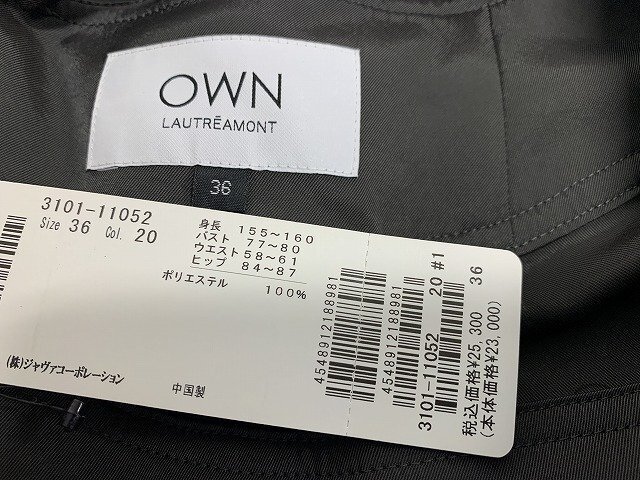 OWN
LAUTRĒAMONT
36
3101-11052
Size 36 Col. 20
身長 155~160
バスト 77~80
ウエスト 58~61
ヒップ 84~87
ポリエステル 100%
(株)ジャヴァコーポレーション
中国製
4548912188981
4548912188981
3101-11052 20 #1 36
税込価格¥25,300
(本体価格¥23,000)